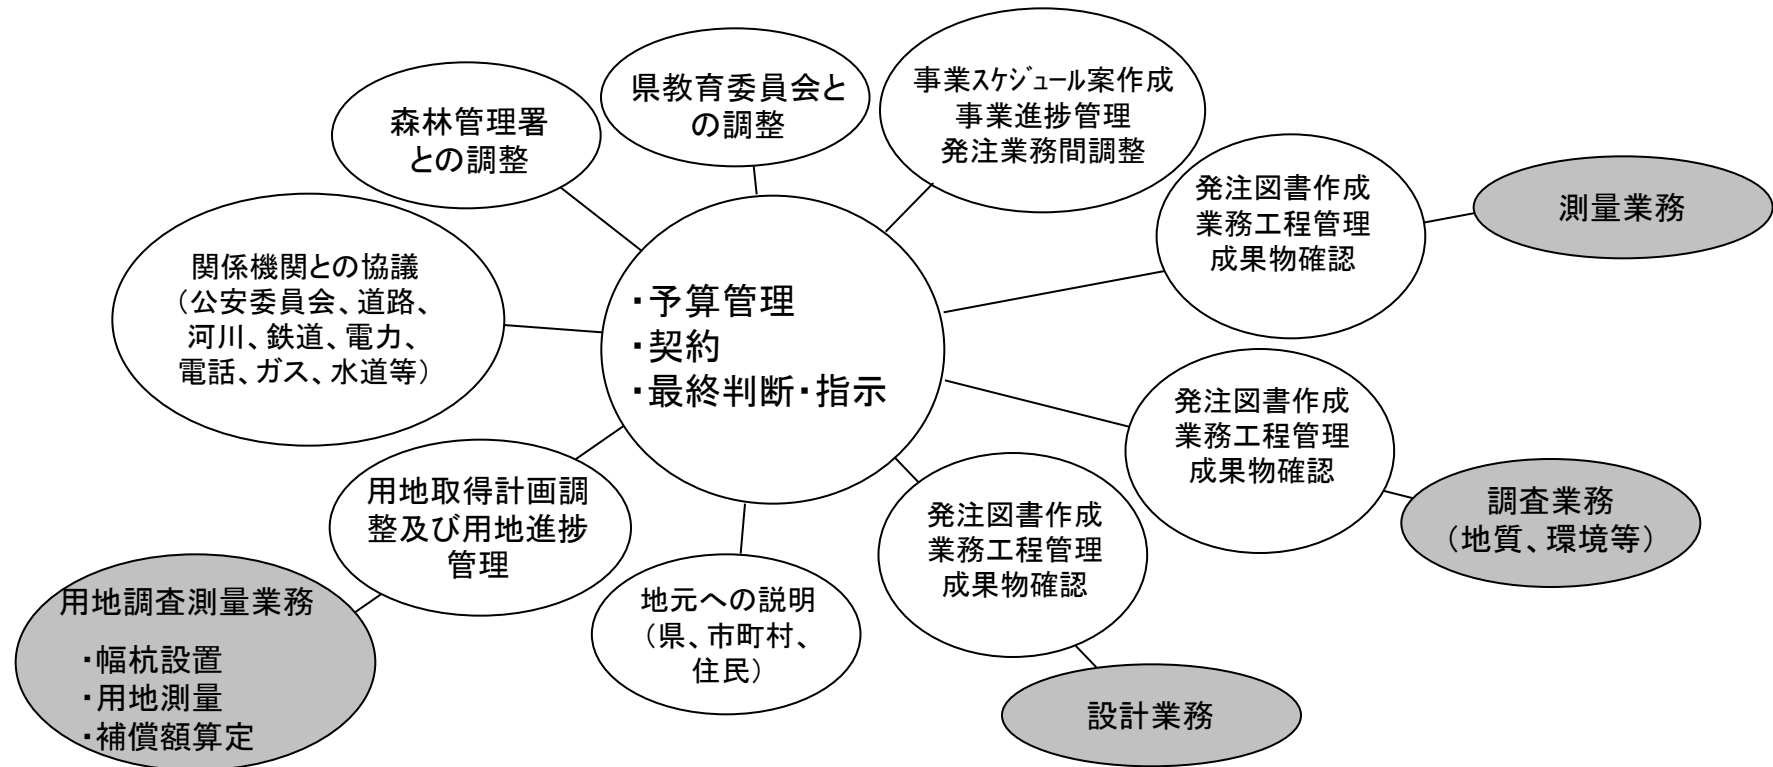 県教育委員会と
の調整
事業ｽｹｼﾞｭｰﾙ案作成
事業進捗管理
発注業務間調整
森林管理署
との調整
発注図書作成
業務工程管理
成果物確認
測量業務
関係機関との協議
（公安委員会、道路、
河川、鉄道、電力、
電話、ガス、水道等）
・予算管理
・契約
・最終判断・指示
発注図書作成
業務工程管理
成果物確認
調査業務
（地質、環境等）
用地取得計画調
整及び用地進捗
管理
発注図書作成
業務工程管理
成果物確認
地元への説明
（県、市町村、
住民）
用地調査測量業務
・幅杭設置
・用地測量
・補償額算定
設計業務